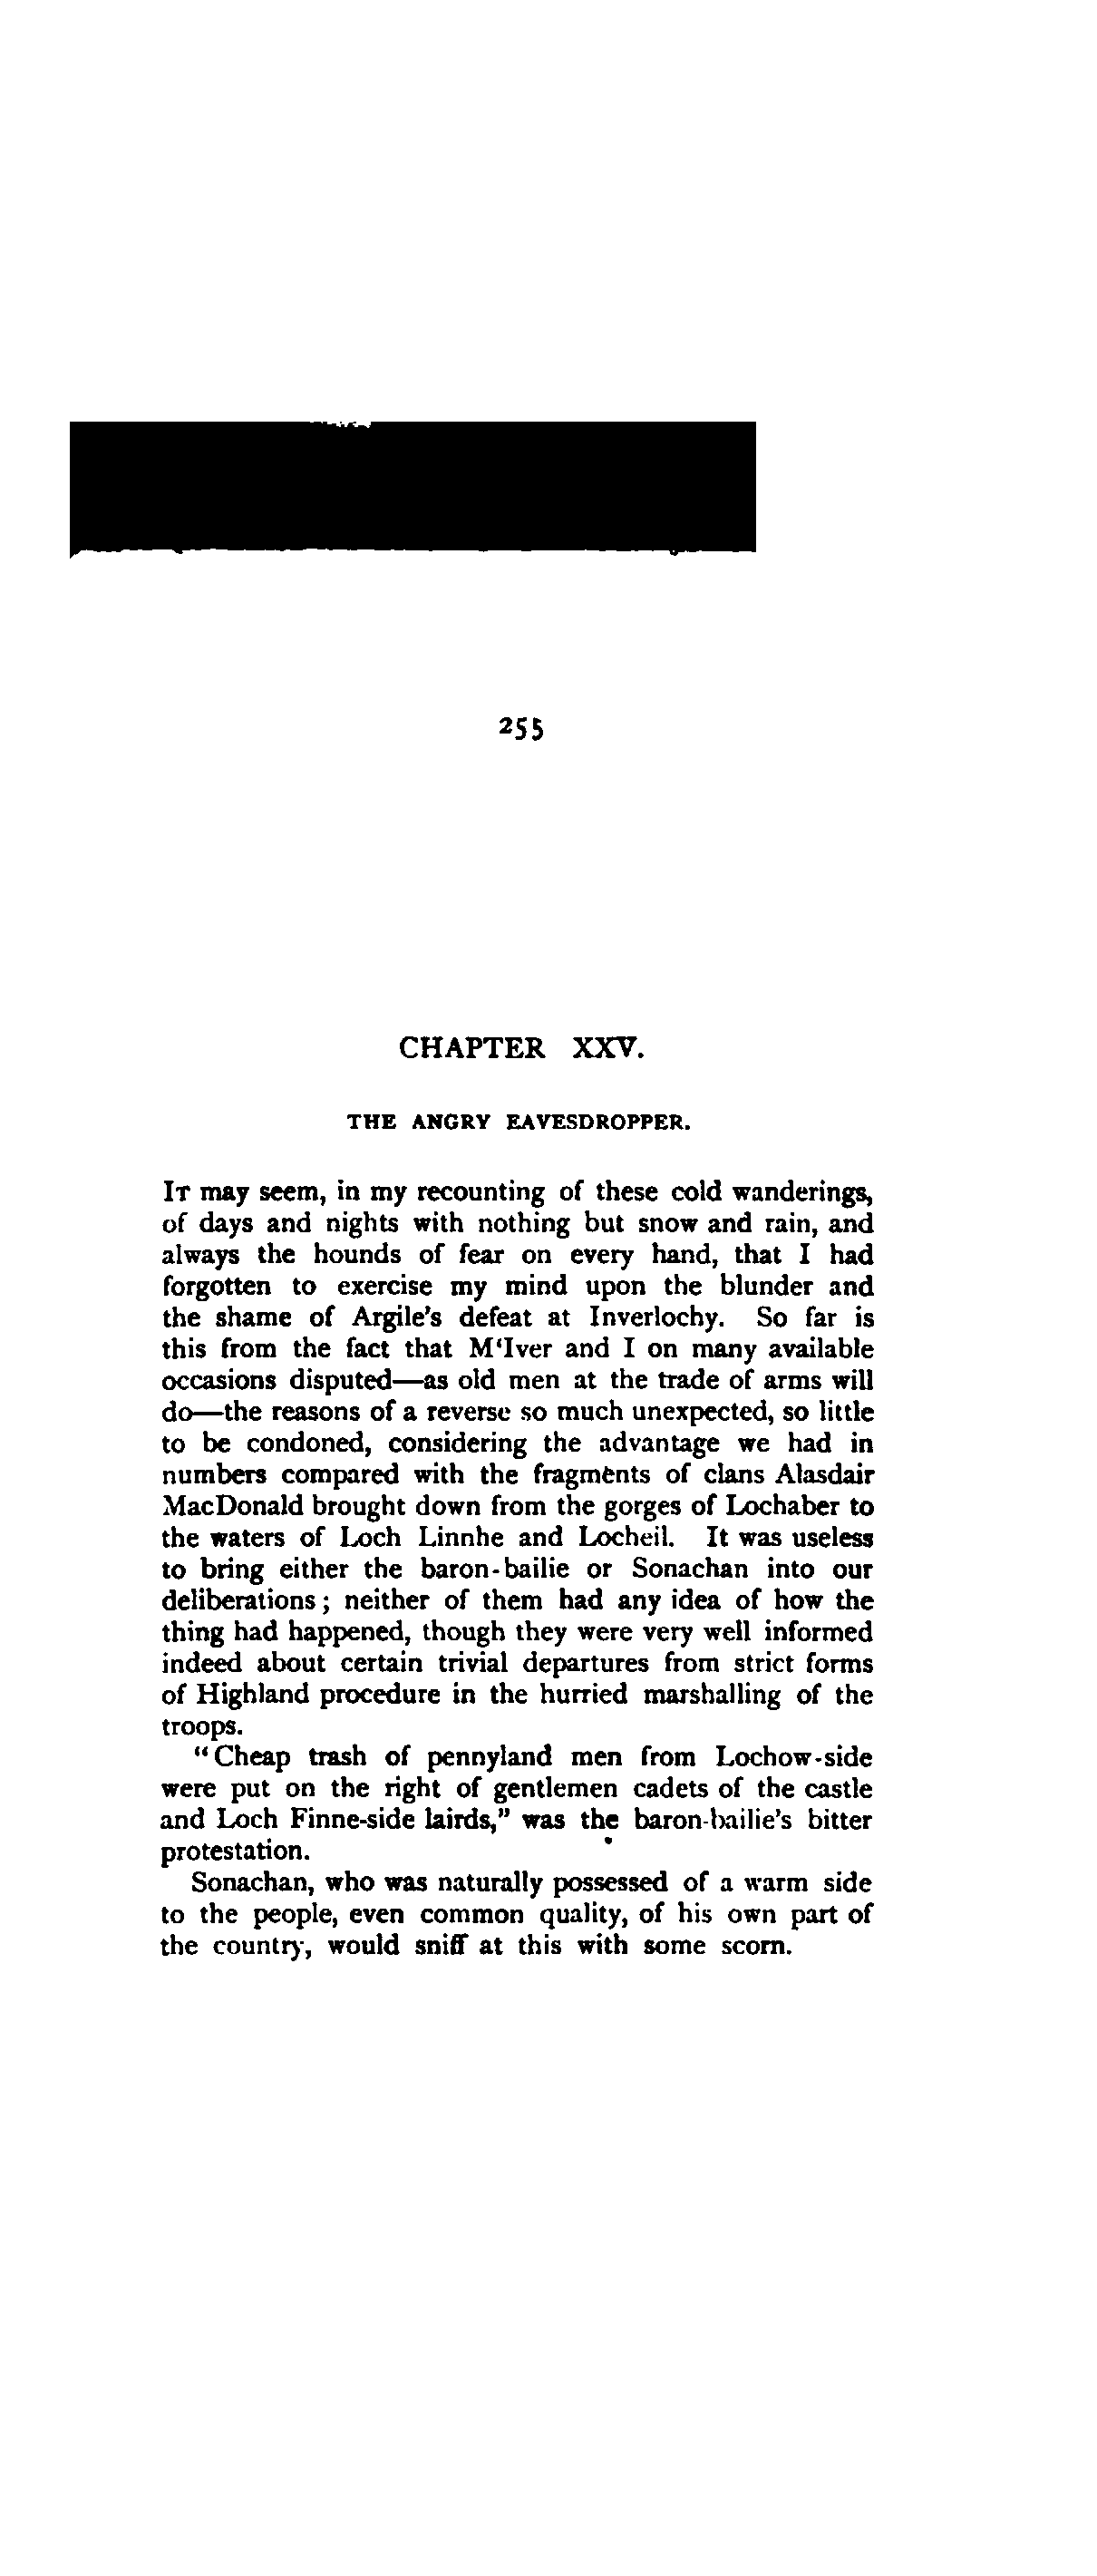 255
CHAPTER XXV.
THE ANGRY EAVESDROPPER.
IT may seem, in my recounting of these cold wanderings,
of days and nights with nothing but snow and rain, and
always the hounds of fear on every hand, that I had
forgotten to exercise my mind upon the blunder and
the shame of Argile's defeat at Inverlochy. So far is
this from the fact that M'Iver and I on many available
occasions disputed—as old men at the trade of arms will
do—the reasons of a reverse so much unexpected, so little
to be condoned, considering the advantage we had in
numbers compared with the fragments of clans Alasdair
MacDonald brought down from the gorges of Lochaber to
the waters of Loch Linnhe and Locheil. It was useless
to bring either the baron-bailie or Sonachan into our
deliberations; neither of them had any idea of how the
thing had happened, though they were very well informed
indeed about certain trivial departures from strict forms
of Highland procedure in the hurried marshalling of the
troops.
"Cheap trash of pennyland men from Lochow-side
were put on the right of gentlemen cadets of the castle
and Loch Finne-side lairds," was the baron-bailie's bitter
protestation.
Sonachan, who was naturally possessed of a warm side
to the people, even common quality, of his own part of
the country, would sniff at this with some scorn.